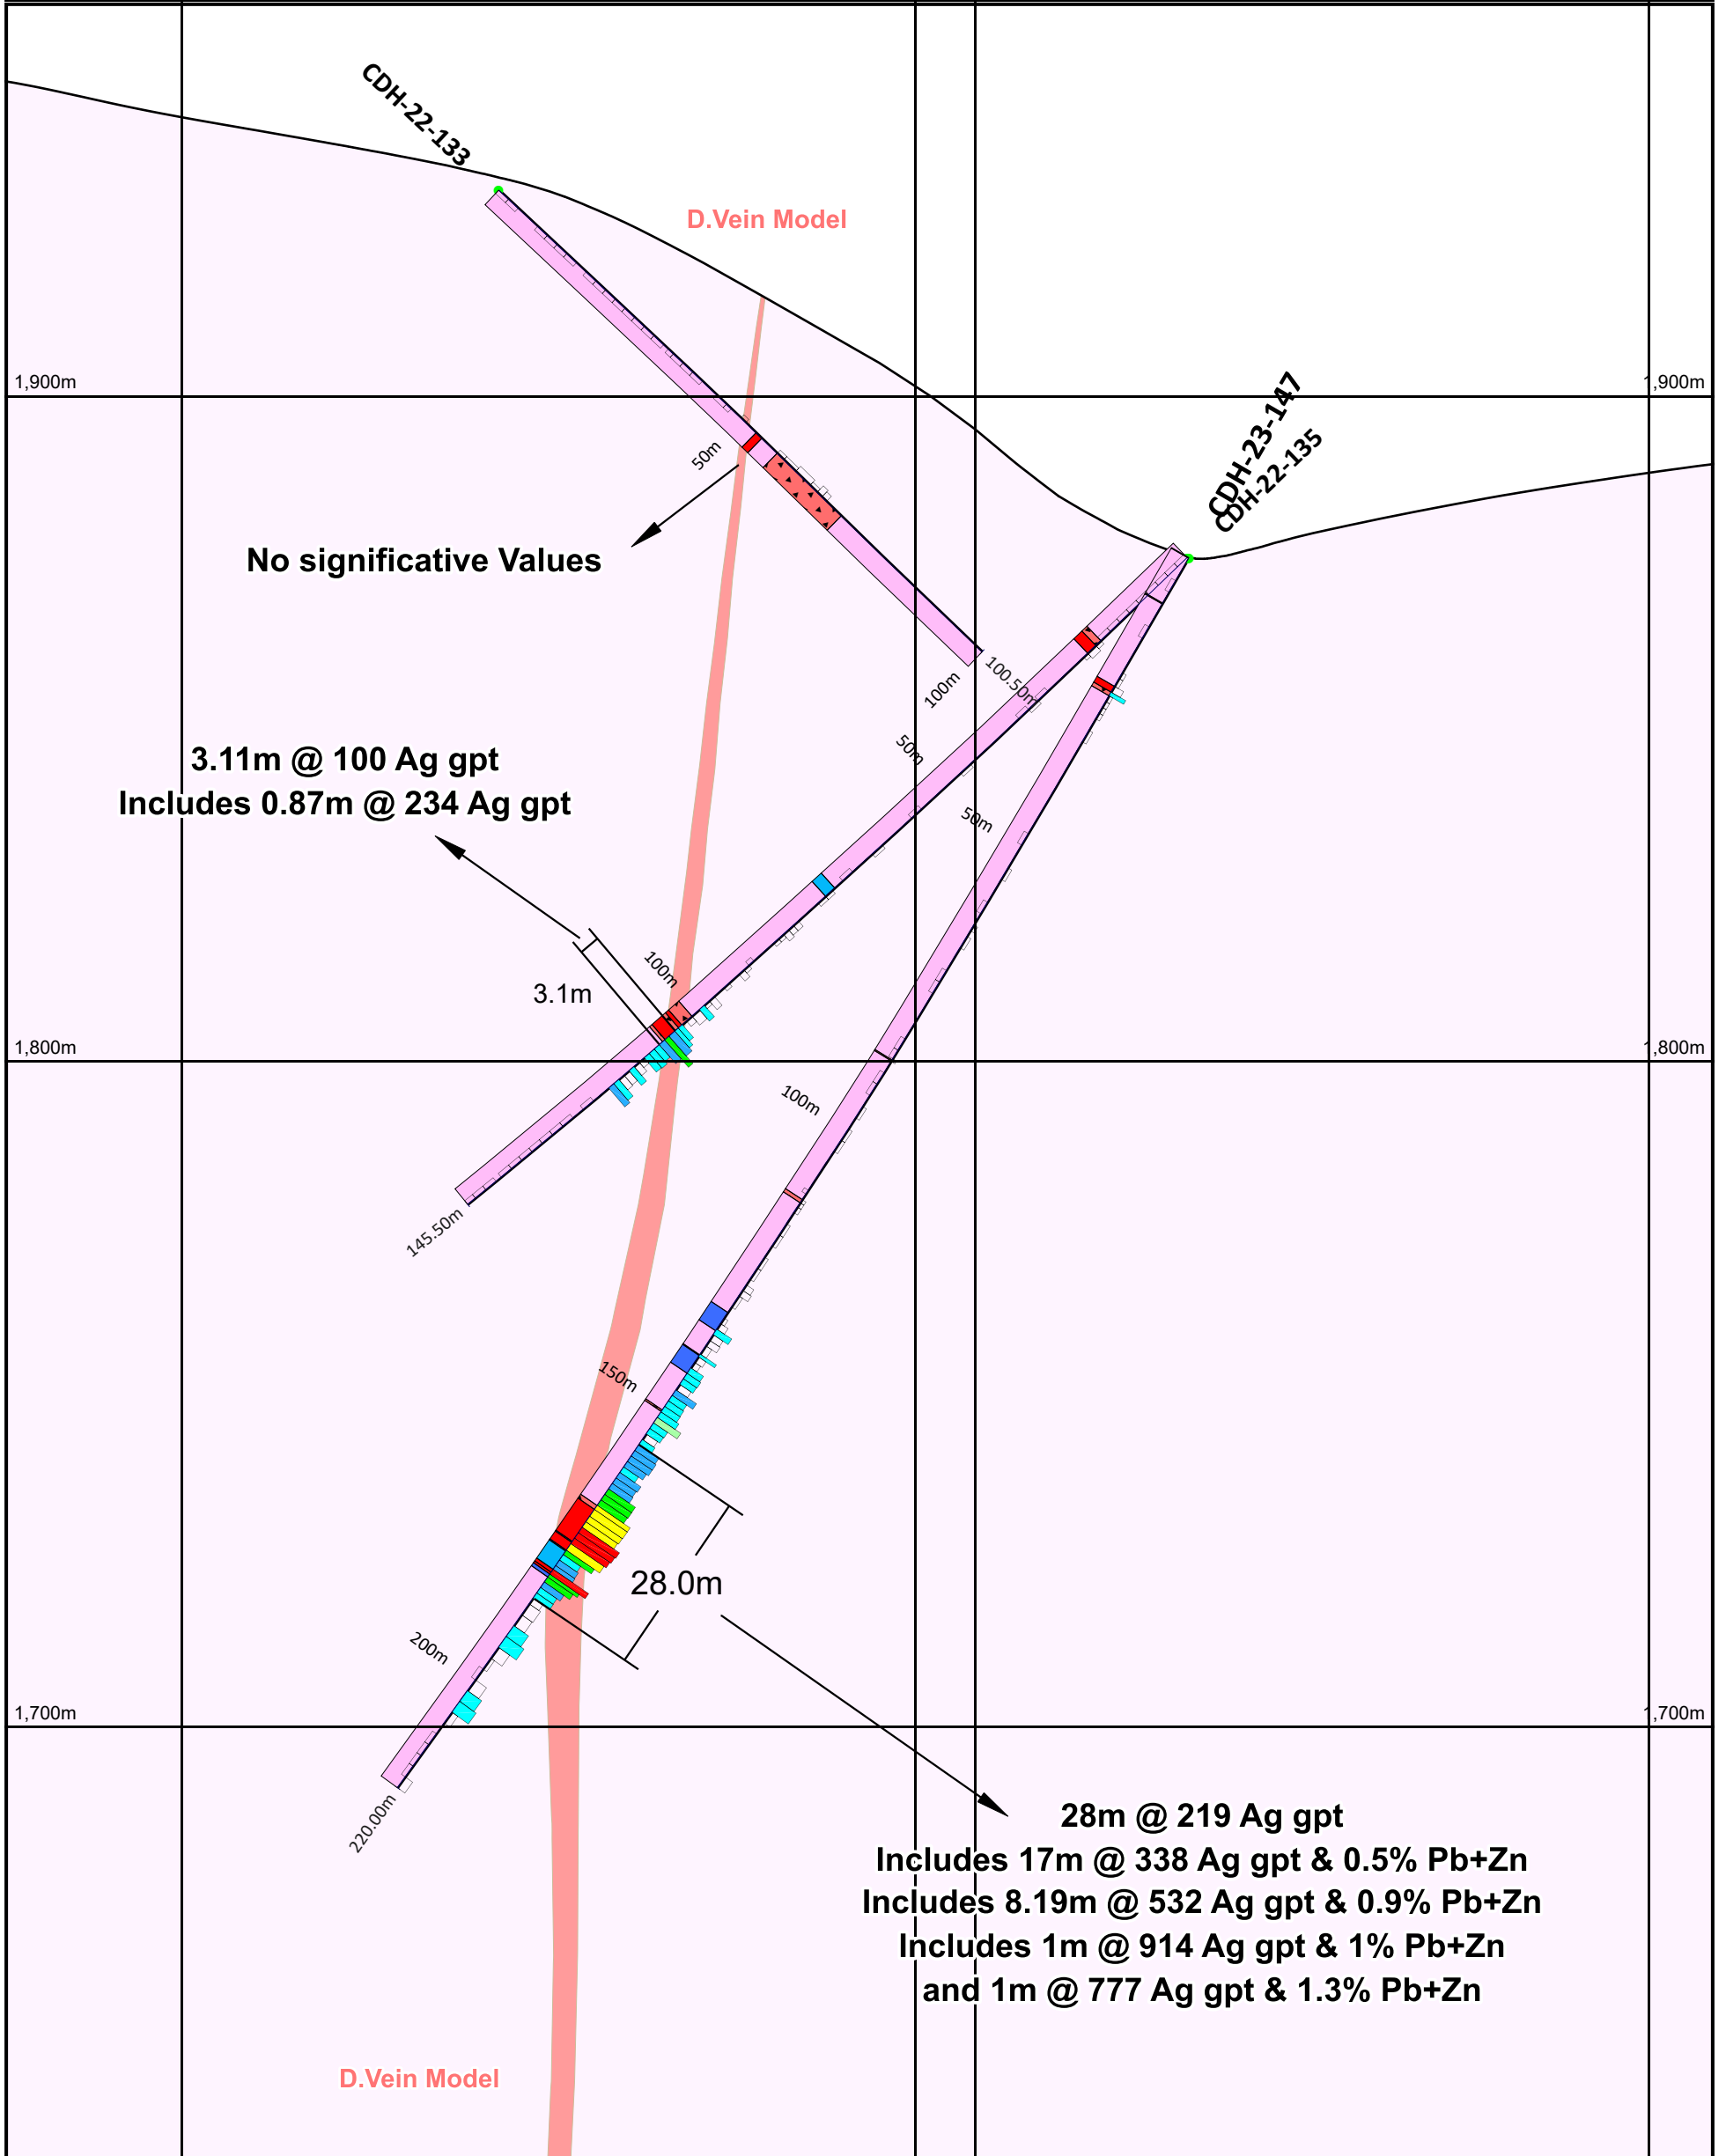 CDH-22-133
D.Vein Model
1,900m
1,900m
CDH-23-147
CDH-22-135
50m
No significative Values
100m
100.50m
50m
3.11m @ 100 Ag gpt
Includes 0.87m @ 234 Ag gpt
50m
100m
3.1m
1,800m
1,800m
100m
145.50m
150m
28.0m
200m
1,700m
1,700m
220.00m
28m @ 219 Ag gpt
Includes 17m @ 338 Ag gpt & 0.5% Pb+Zn
Includes 8.19m @ 532 Ag gpt & 0.9% Pb+Zn
Includes 1m @ 914 Ag gpt & 1% Pb+Zn
and 1m @ 777 Ag gpt & 1.3% Pb+Zn
D.Vein Model